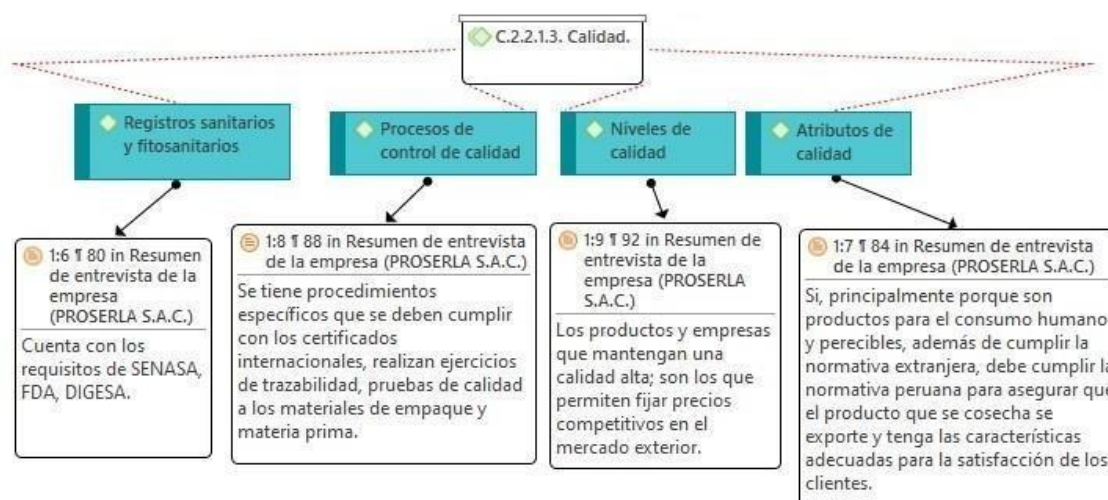 C.2.2.1.3. Calidad.
Registros sanitarios
y fitosanitarios
Procesos de
control de calidad
Niveles de
calidad
Atributos de
calidad
1:6 ¶ 80 in Resumen
de entrevista de la
empresa
(PROSERLA S.A.C.)
Cuenta con los
requisitos de SENASA,
FDA, DIGESA.
1:8 ¶ 88 in Resumen de entrevista
de la empresa (PROSERLA S.A.C.)
Se tiene procedimientos
específicos que se deben cumplir
con los certificados
internacionales, realizan ejercicios
de trazabilidad, pruebas de calidad
a los materiales de empaque y
materia prima.
1:9 ¶ 92 in Resumen de
entrevista de la
empresa (PROSERLA
S.A.C.)
Los productos y empresas
que mantengan una
calidad alta; son los que
permiten fijar precios
competitivos en el
mercado exterior.
1:7 ¶ 84 in Resumen de entrevista
de la empresa (PROSERLA S.A.C.)
Si, principalmente porque son
productos para el consumo humano
y perecibles, además de cumplir la
normativa extranjera, debe cumplir la
normativa peruana para asegurar que
el producto que se cosecha se
exporte y tenga las características
adecuadas para la satisfacción de los
clientes.